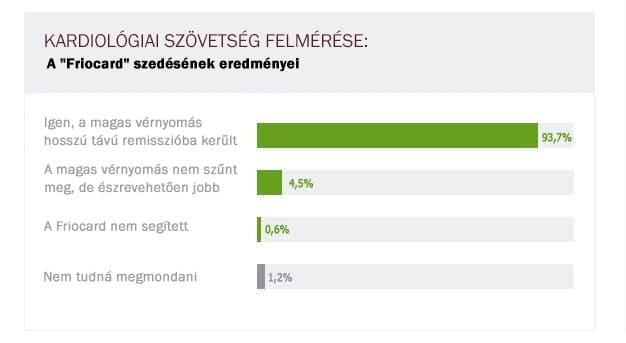 KARDIOLÓGIAI SZÖVETSÉG FELMÉRÉSE:
A "Friocard" szedésének eredményei
Igen, a magas vérnyomás
hosszú távú remisszióba került
93,7%
A magas vérnyomás nem szűnt
meg, de észrevehetően jobb
4,5%
A Friocard nem segített
0,6%
Nem tudná megmondani
1,2%